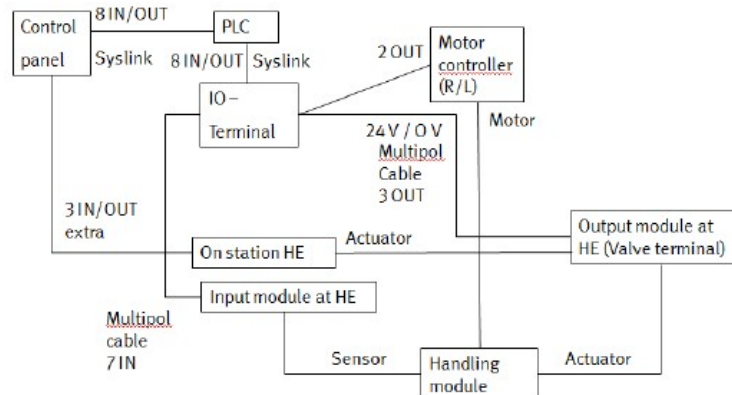 8 IN/OUT
Control
panel
Syslink
PLC
8 IN/OUT Syslink
IO–
Terminal
2 OUT
Motor
controller
(R/L)
Motor
24 V / 0 V
Multipol
Cable
3 OUT
3 IN/OUT
extra
On station HE
Actuator
Output module at
HE (Valve terminal)
Input module at HE
Multipol
cable
7 IN
Sensor
Handling
module
Actuator